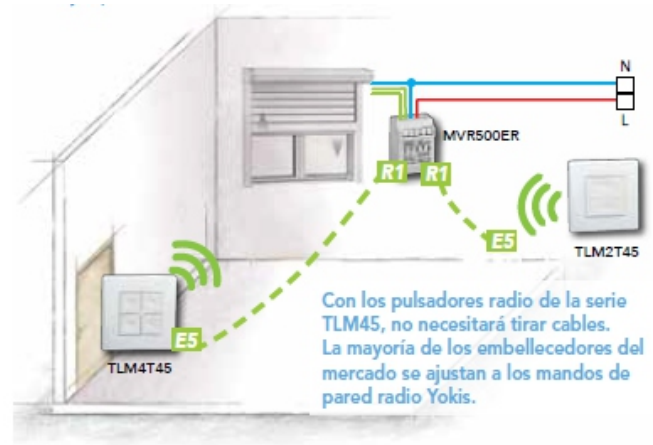 N
L
MVR500ER
R1 R1
E5
TLM2T45
E5
TLM4T45
Con los pulsadores radio de la serie
TLM45, no necesitará tirar cables.
La mayoría de los embellecedores del
mercado se ajustan a los mandos de
pared radio Yokis.